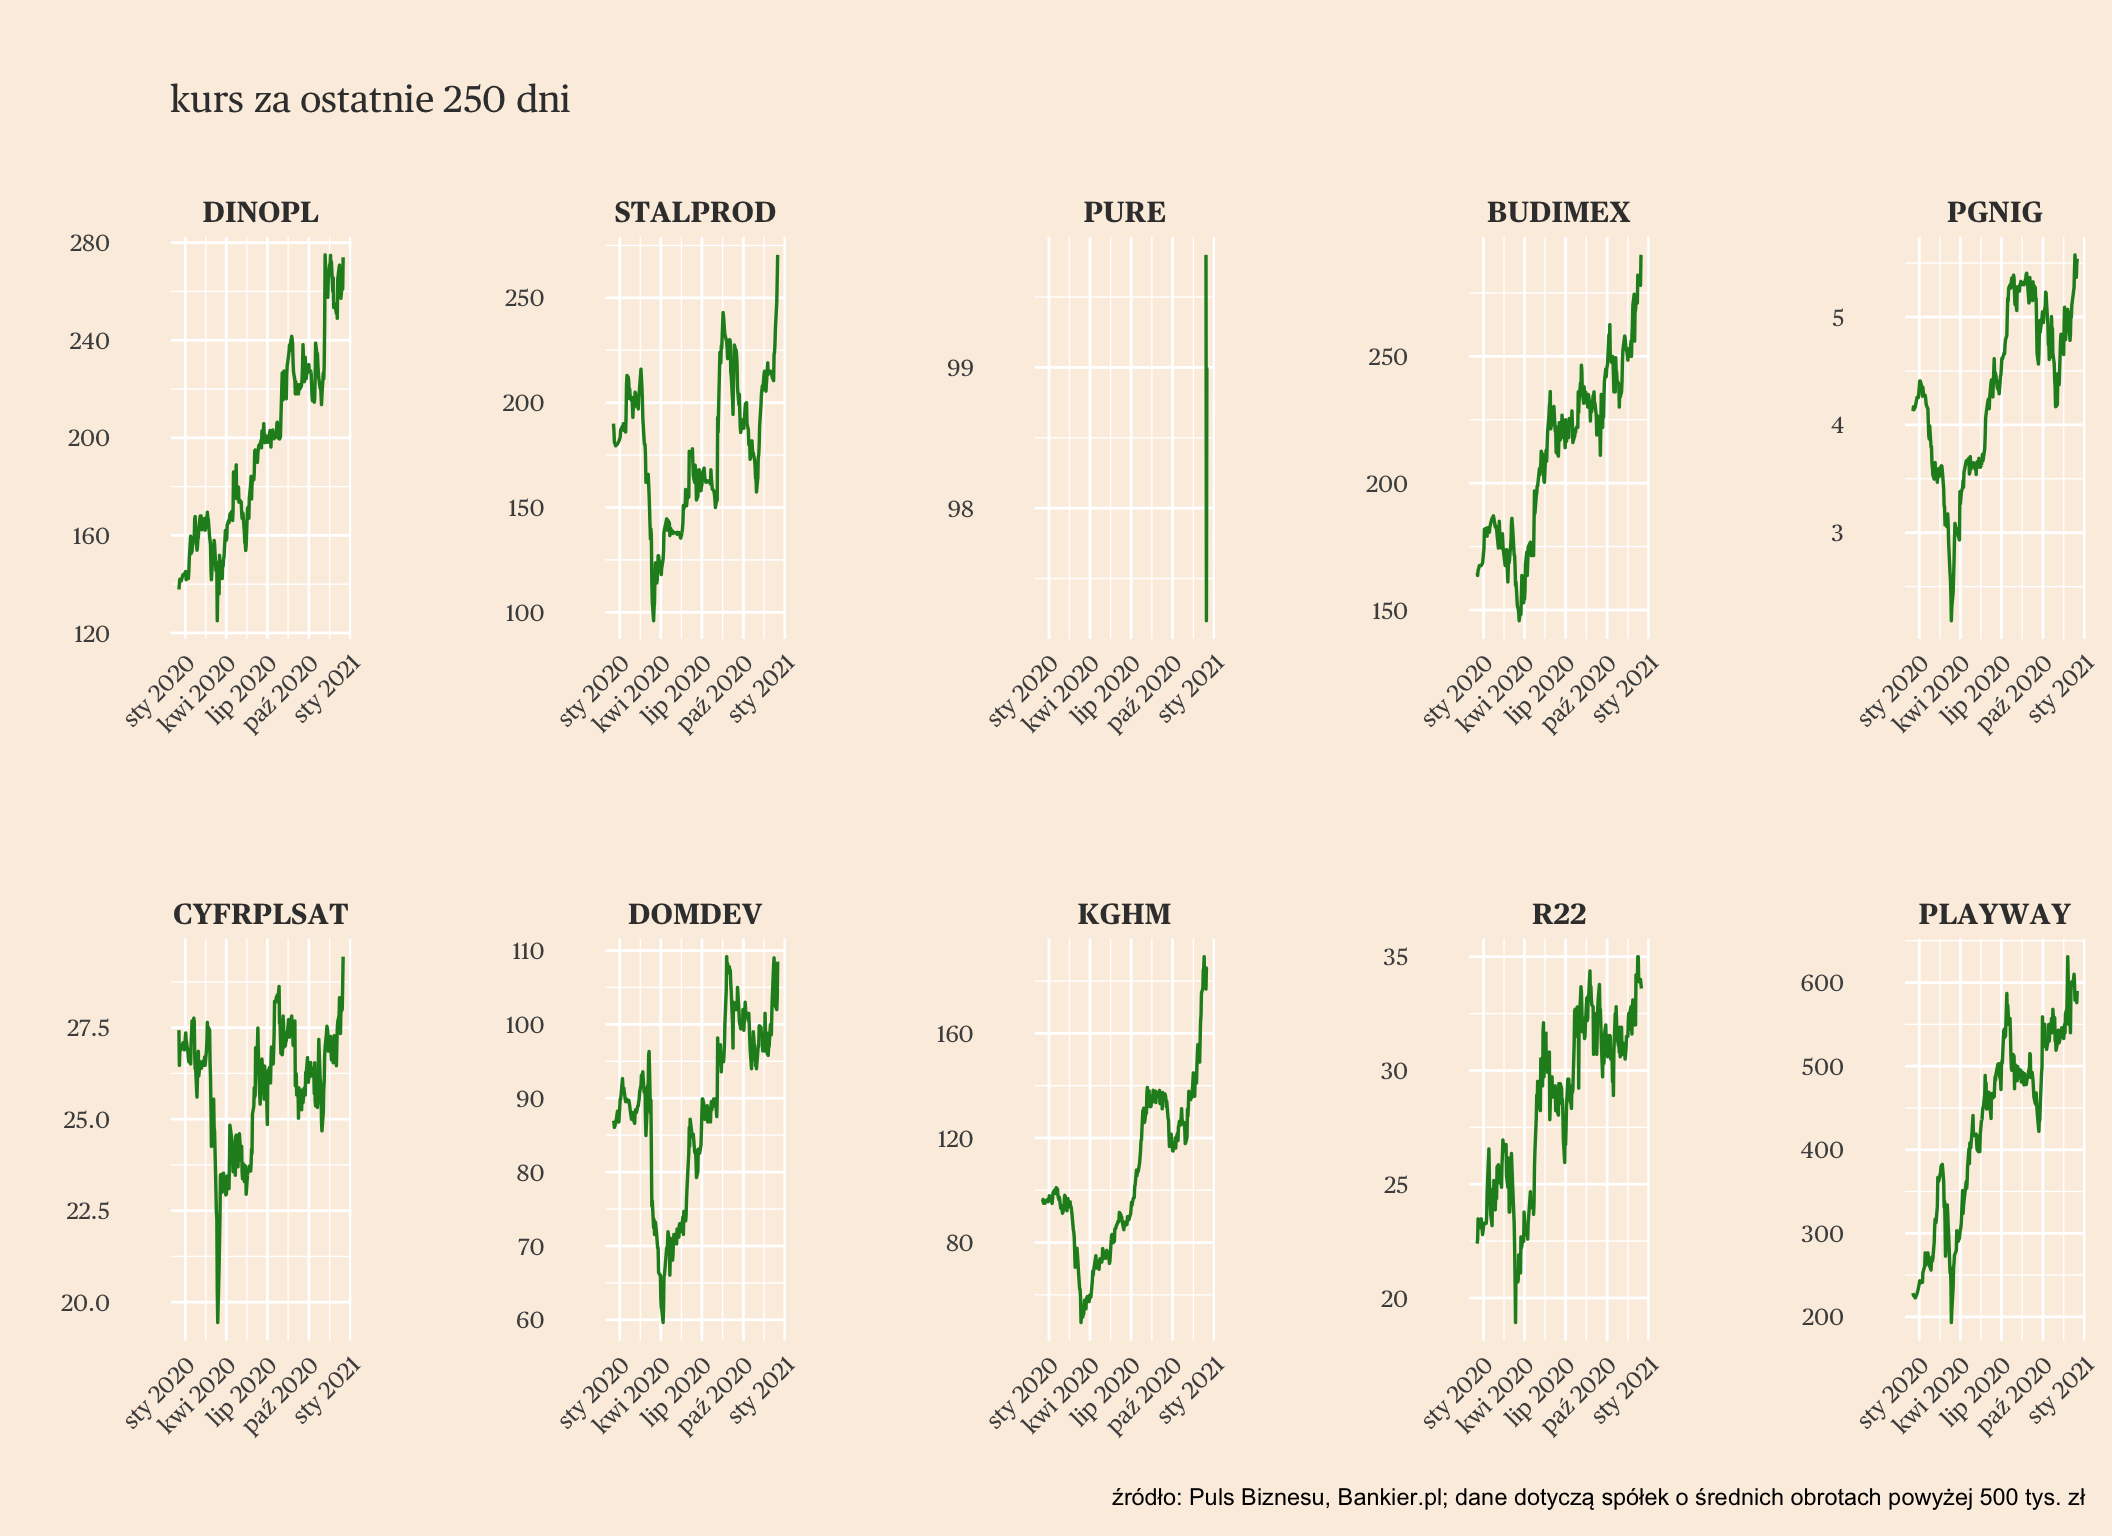 kurs za ostatnie 250 dni
DINOPL
280
240
200
160
120
sty 2020
kwi 2020
lip 2020
paź 2020
sty 2021
STALPROD
250
200
150
100
sty 2020
kwi 2020
lip 2020
paź 2020
sty 2021
PURE
99
98
sty 2020
kwi 2020
lip 2020
paź 2020
sty 2021
BUDIMEX
250
200
150
sty 2020
kwi 2020
lip 2020
paź 2020
sty 2021
PGNIG
5
4
3
sty 2020
kwi 2020
lip 2020
paź 2020
sty 2021
CYFRPLSAT
27.5
25.0
22.5
20.0
sty 2020
kwi 2020
lip 2020
paź 2020
sty 2021
DOMDEV
110
100
90
80
70
60
sty 2020
kwi 2020
lip 2020
paź 2020
sty 2021
KGHM
160
120
80
sty 2020
kwi 2020
lip 2020
paź 2020
sty 2021
R22
35
30
25
20
sty 2020
kwi 2020
lip 2020
paź 2020
sty 2021
PLAYWAY
600
500
400
300
200
sty 2020
kwi 2020
lip 2020
paź 2020
sty 2021
źródło: Puls Biznesu, Bankier.pl; dane dotyczą spółek o średnich obrotach powyżej 500 tys. zł